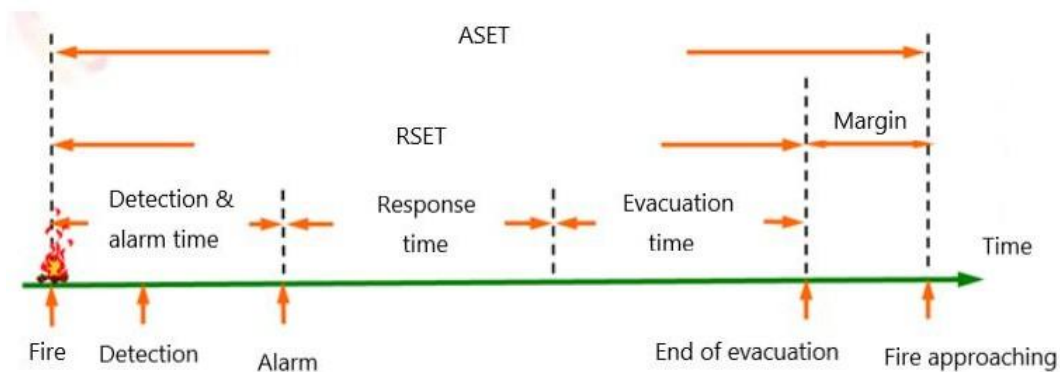 ASET
RSET
Margin
Detection &
alarm time
Response
time
Evacuation
time
Time
Fire
Detection
Alarm
End of evacuation
Fire approaching